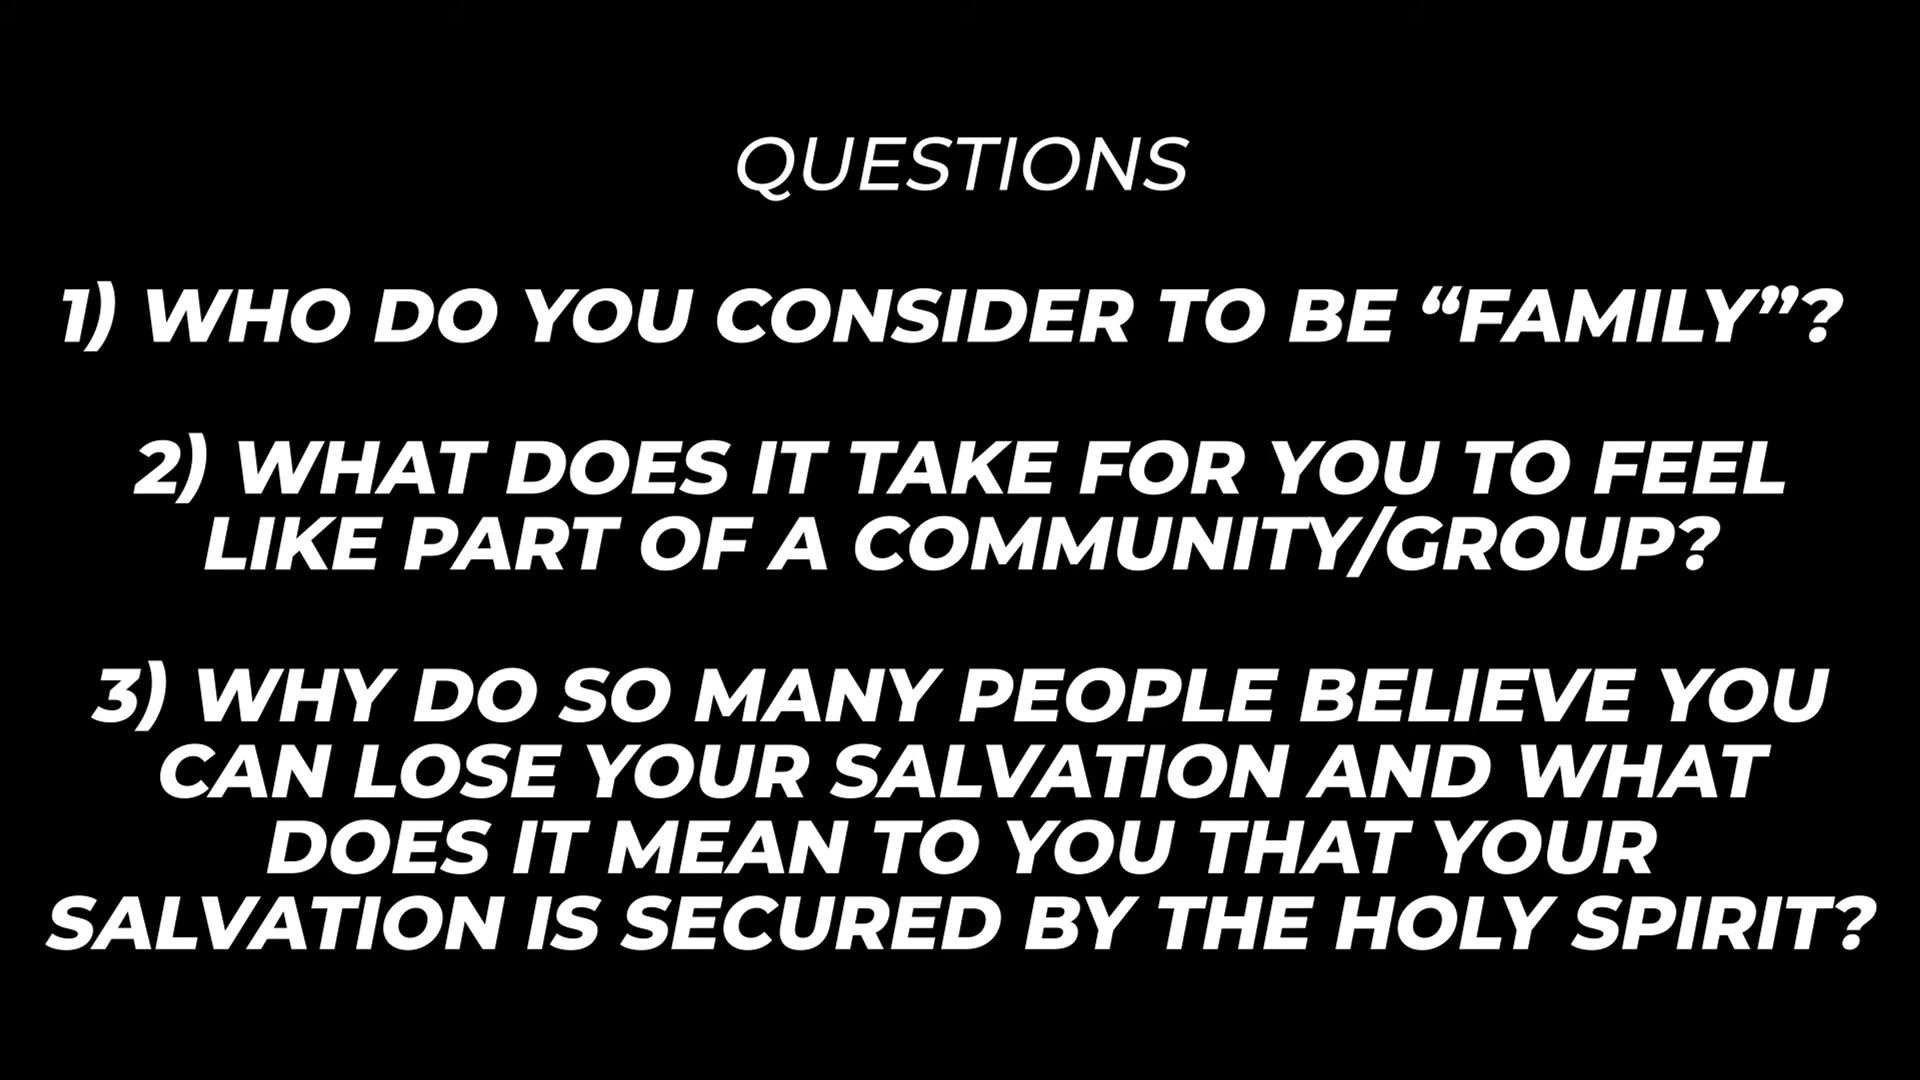 QUESTIONS
1) WHO DO YOU CONSIDER TO BE “FAMILY”?
2) WHAT DOES IT TAKE FOR YOU TO FEEL
LIKE PART OF A COMMUNITY/GROUP?
3) WHY DO SO MANY PEOPLE BELIEVE YOU
CAN LOSE YOUR SALVATION AND WHAT
DOES IT MEAN TO YOU THAT YOUR
SALVATION IS SECURED BY THE HOLY SPIRIT?